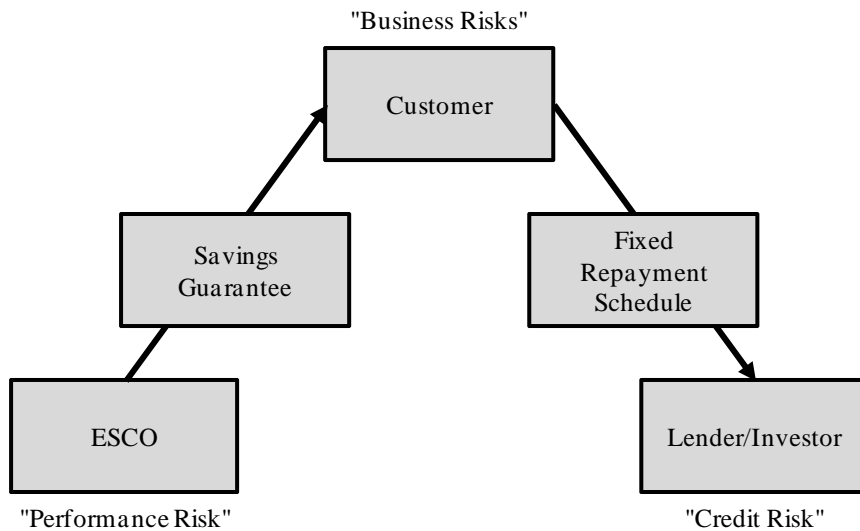 "Business Risks"
Customer
Savings
Guarantee
Fixed
Repayment
Schedule
ESCO
Lender/Investor
"Performance Risk"
"Credit Risk"